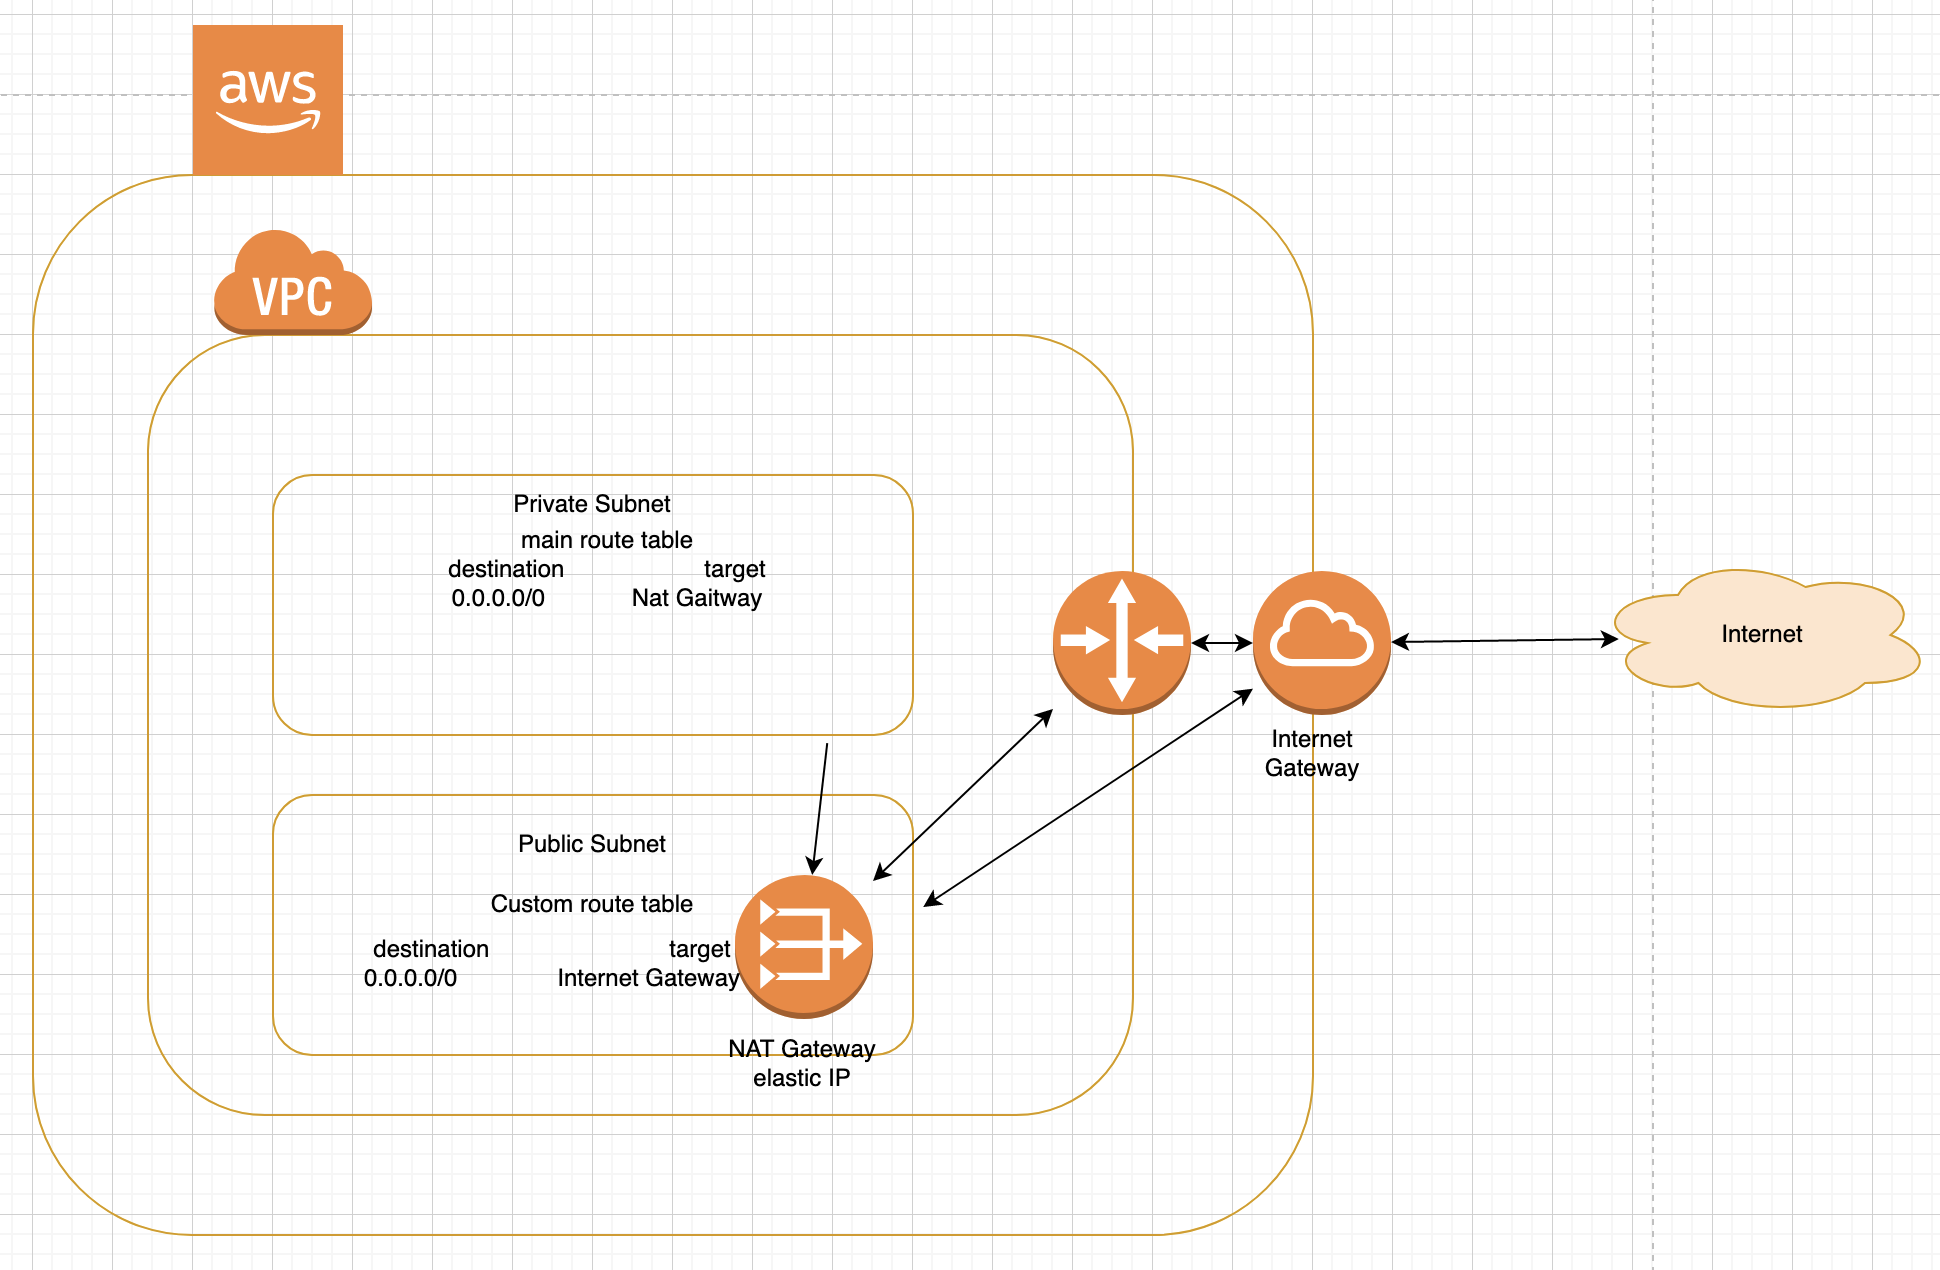 aws
VPC
Private Subnet
main route table
destination target
0.0.0.0/0 Nat Gaitway
Internet
Internet
Gateway
Public Subnet
Custom route table
destination target
0.0.0.0/0 Internet Gateway
NAT Gateway
elastic IP